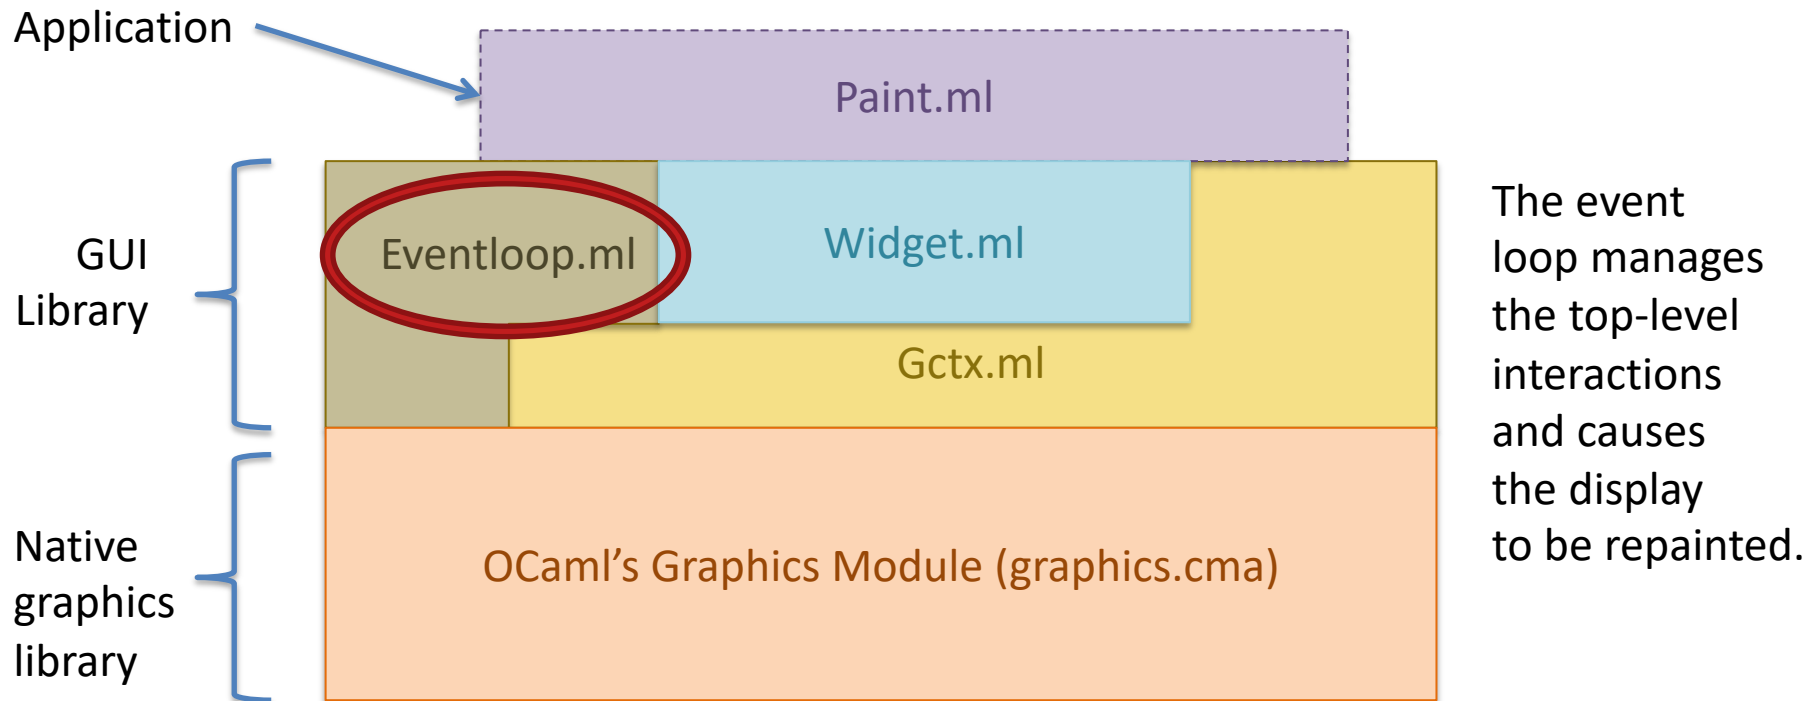 Application
Paint.ml
GUI
Library
Eventloop.ml
Widget.ml
Gctx.ml
The event
loop manages
the top-level
interactions
and causes
the display
to be repainted.
Native
graphics
library
OCaml’s Graphics Module (graphics.cma)